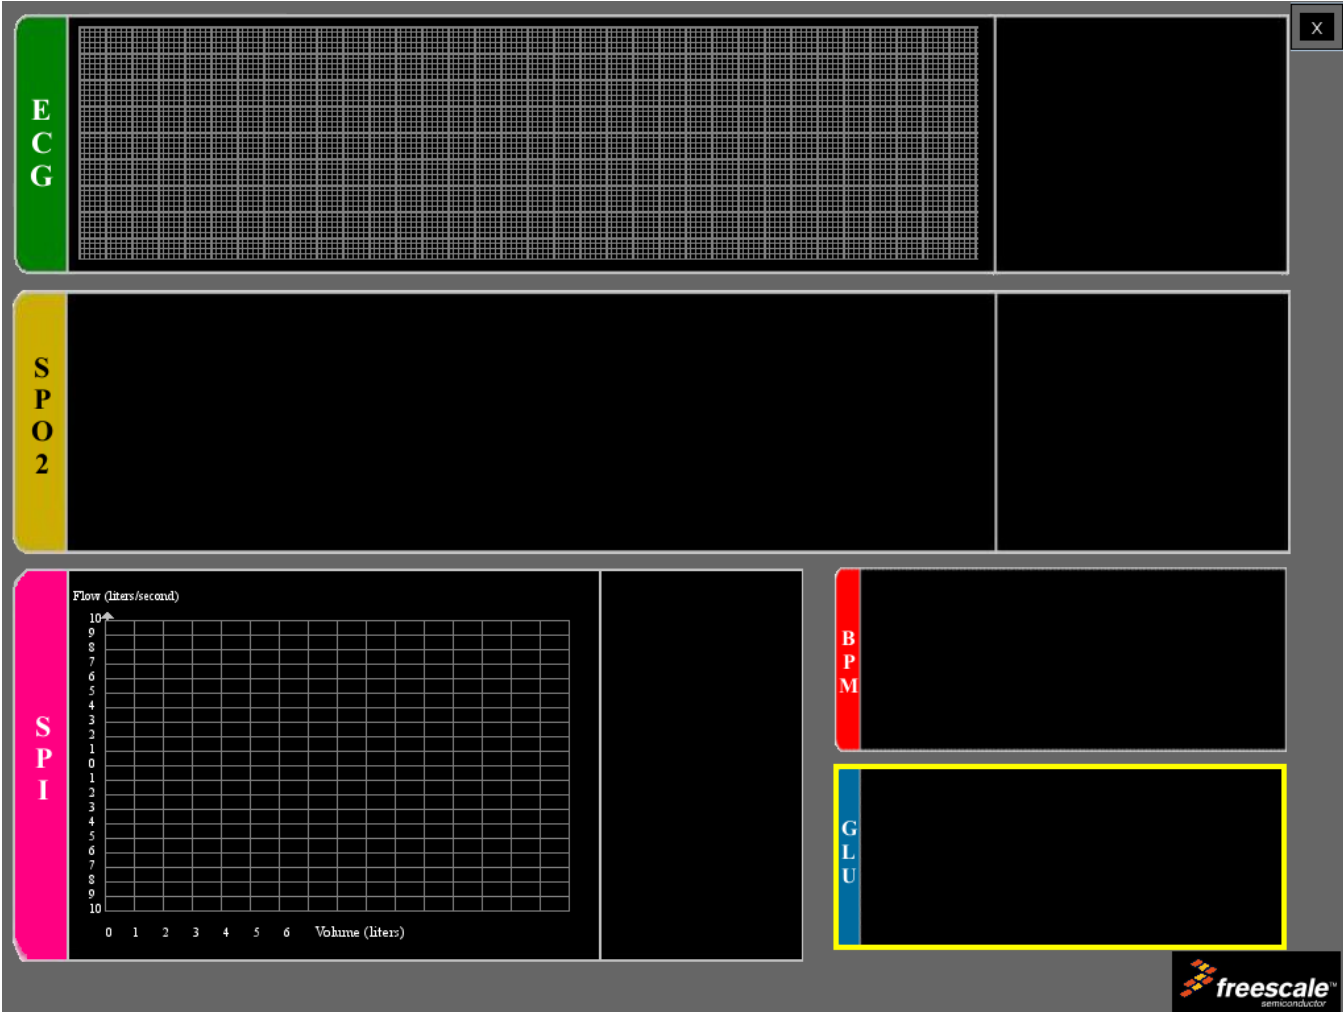 X
E
C
G
S
P
O
2
S
P
I
Flow (liters/second)
10
9
8
7
6
5
4
3
2
1
0
1
2
3
4
5
6
7
8
9
10
0 1 2 3 4 5 6 Volume (liters)
B
P
M
G
L
U
freescale™
semiconductor